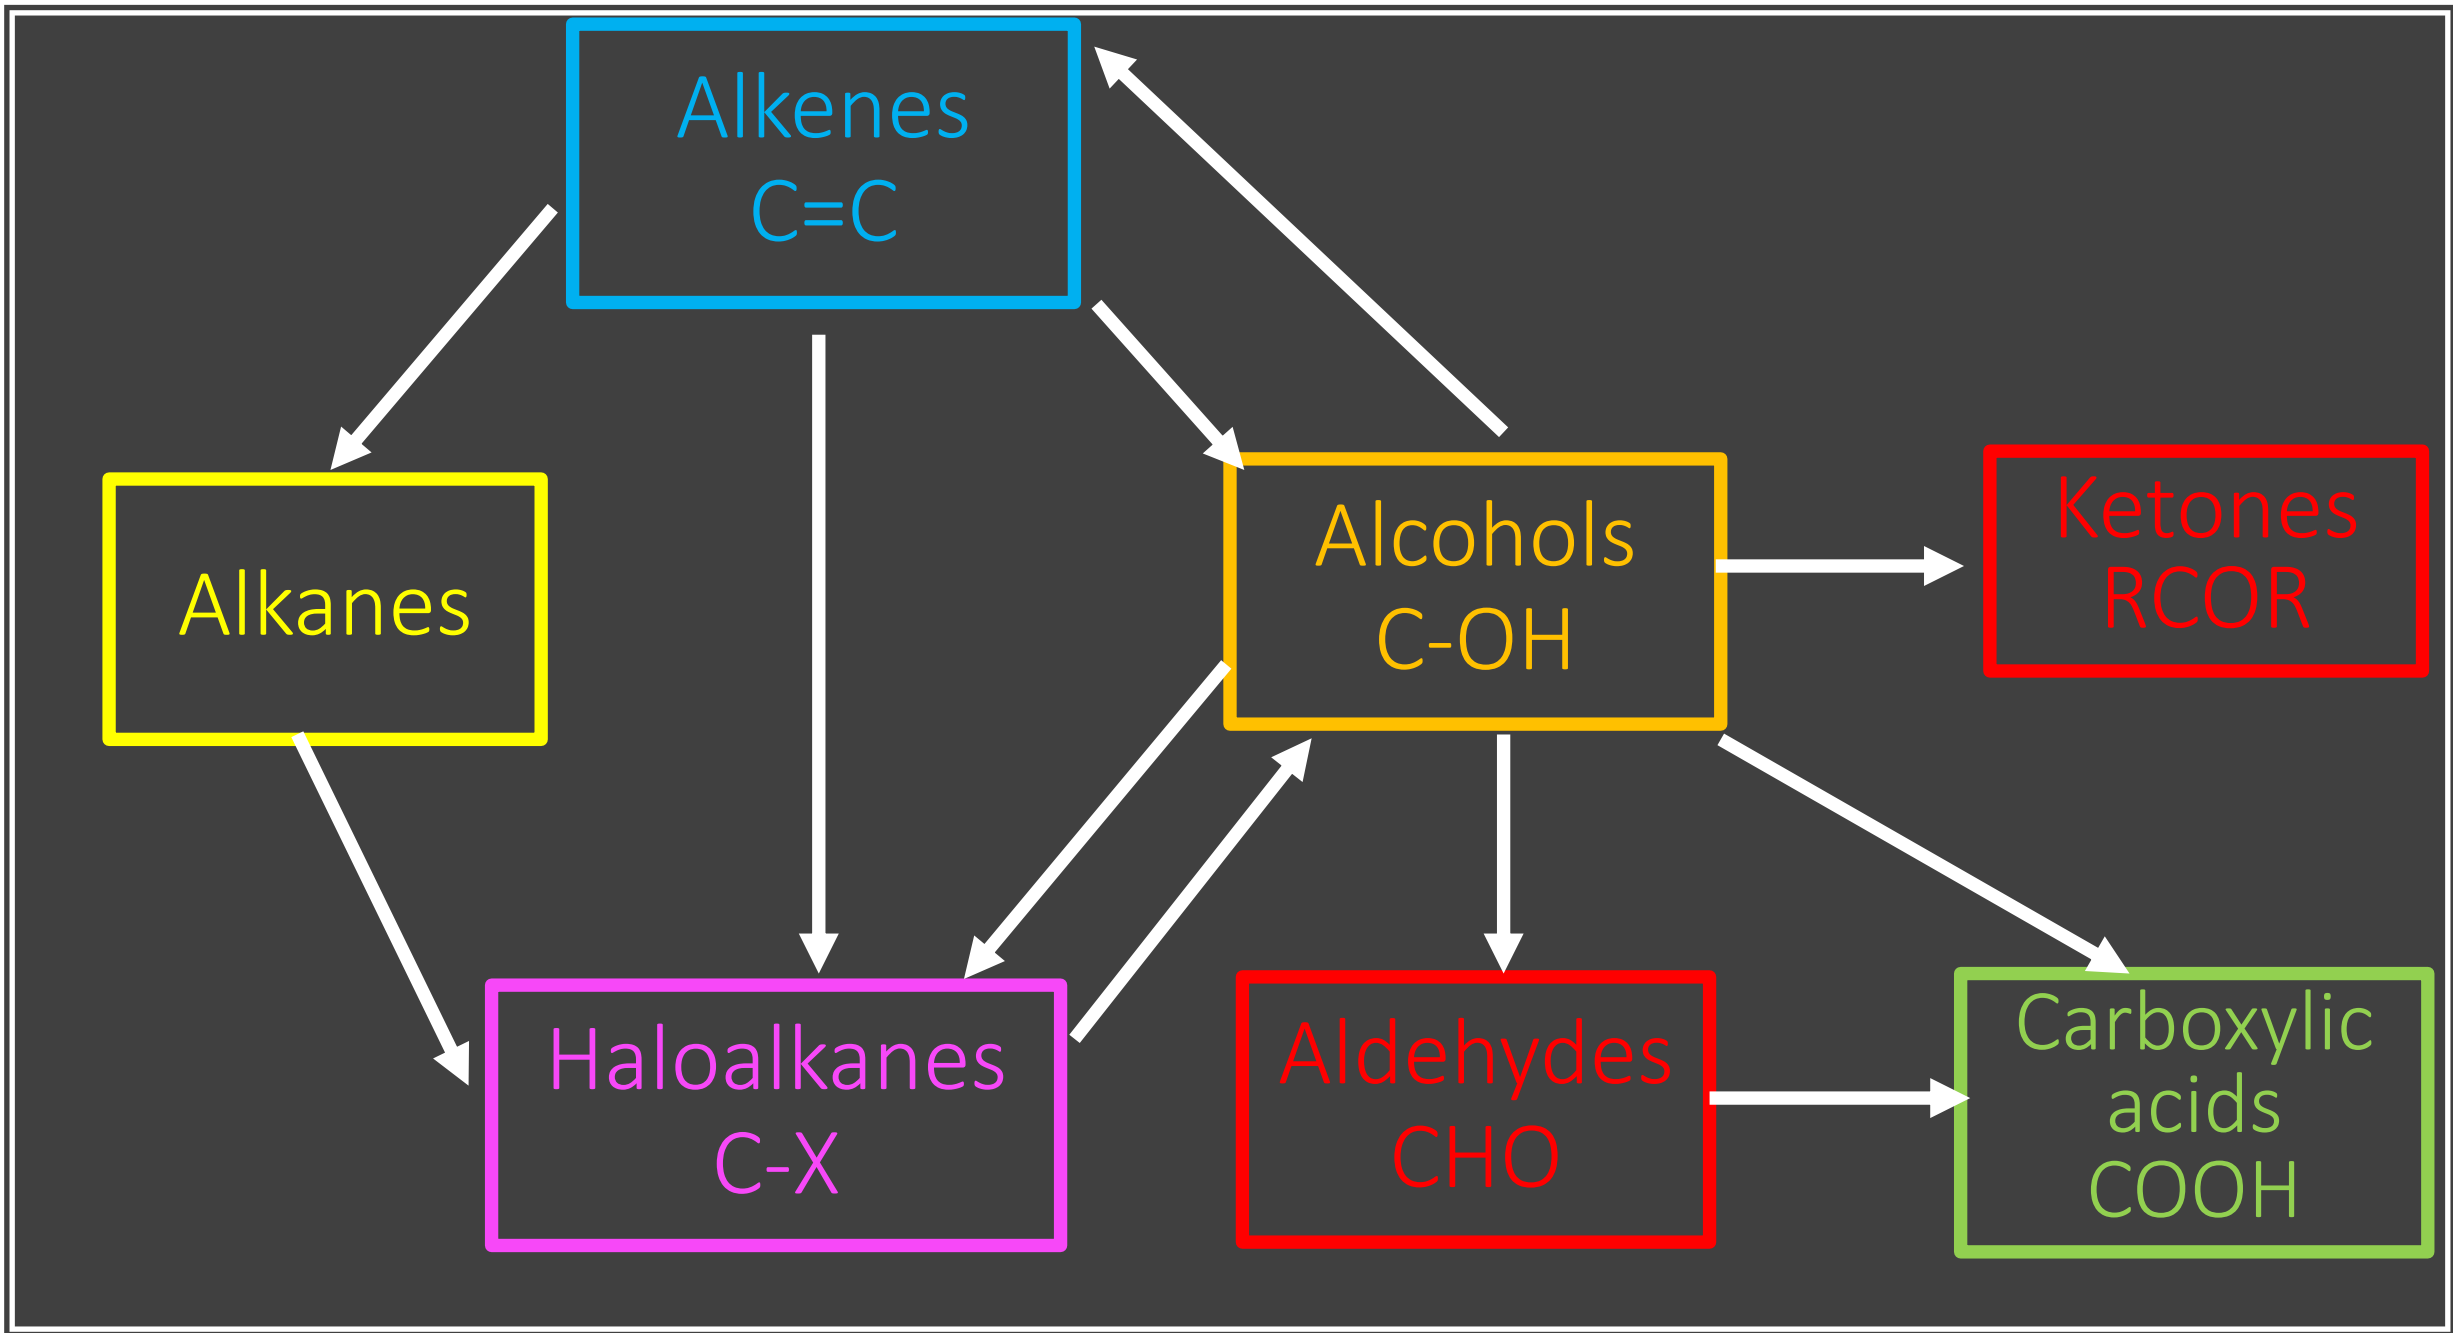 Alkenes
C=C
Alkanes
Alcohols
C-OH
Ketones
RCOR
Haloalkanes
C-X
Aldehydes
CHO
Carboxylic
acids
COOH